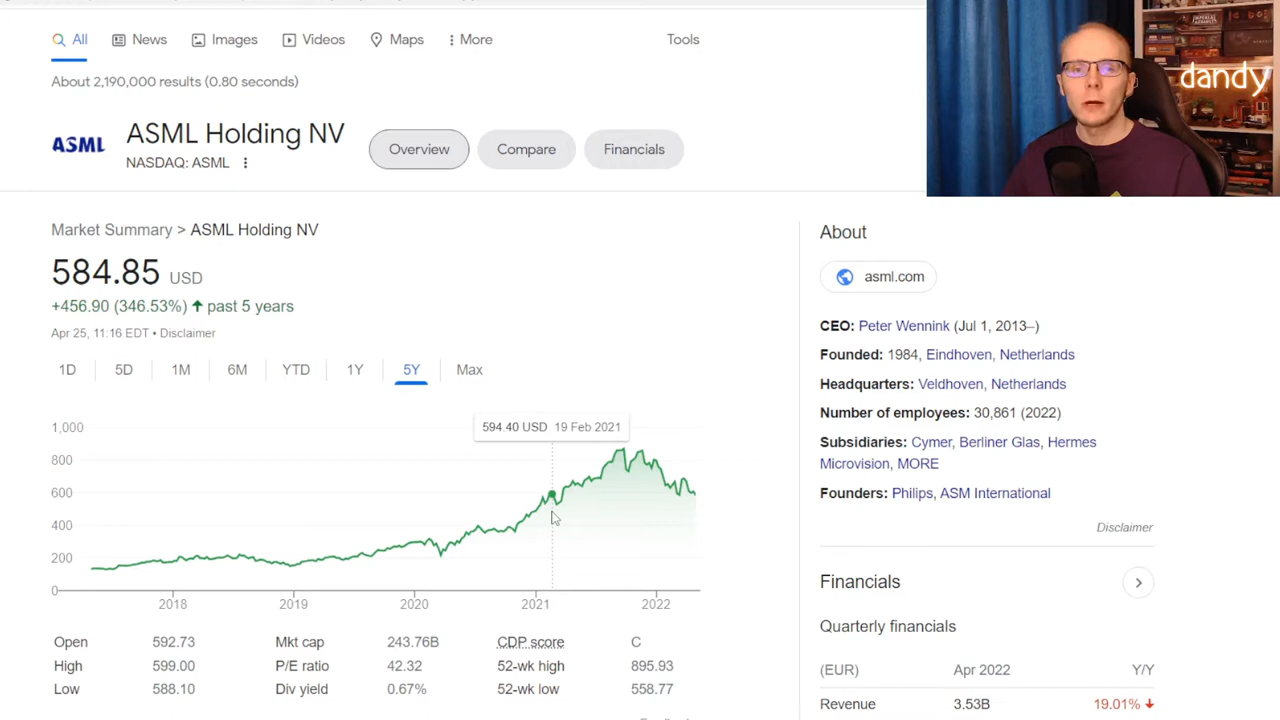 All News Images Videos Maps More Tools
About 2,190,000 results (0.80 seconds)
ASML
ASML Holding NV
NASDAQ: ASML
Overview Compare Financials
dandy
Market Summary > ASML Holding NV
584.85 USD
+456.90 (346.53%) past 5 years
Apr 25, 11:16 EDT • Disclaimer
1D 5D 1M 6M YTD 1Y 5Y Max
594.40 USD 19 Feb 2021
1,000
800
600
400
200
0
2018 2019 2020 2021 2022
Open 592.73 Mkt cap 243.76B CDP score C
High 599.00 P/E ratio 42.32 52-wk high 895.93
Low 588.10 Div yield 0.67% 52-wk low 558.77
About
asml.com
CEO: Peter Wennink (Jul 1, 2013–)
Founded: 1984, Eindhoven, Netherlands
Headquarters: Veldhoven, Netherlands
Number of employees: 30,861 (2022)
Subsidiaries: Cymer, Berliner Glas, Hermes
Microvision, MORE
Founders: Philips, ASM International
Disclaimer
Financials
Quarterly financials
(EUR) Apr 2022 Y/Y
Revenue 3.53B 19.01%